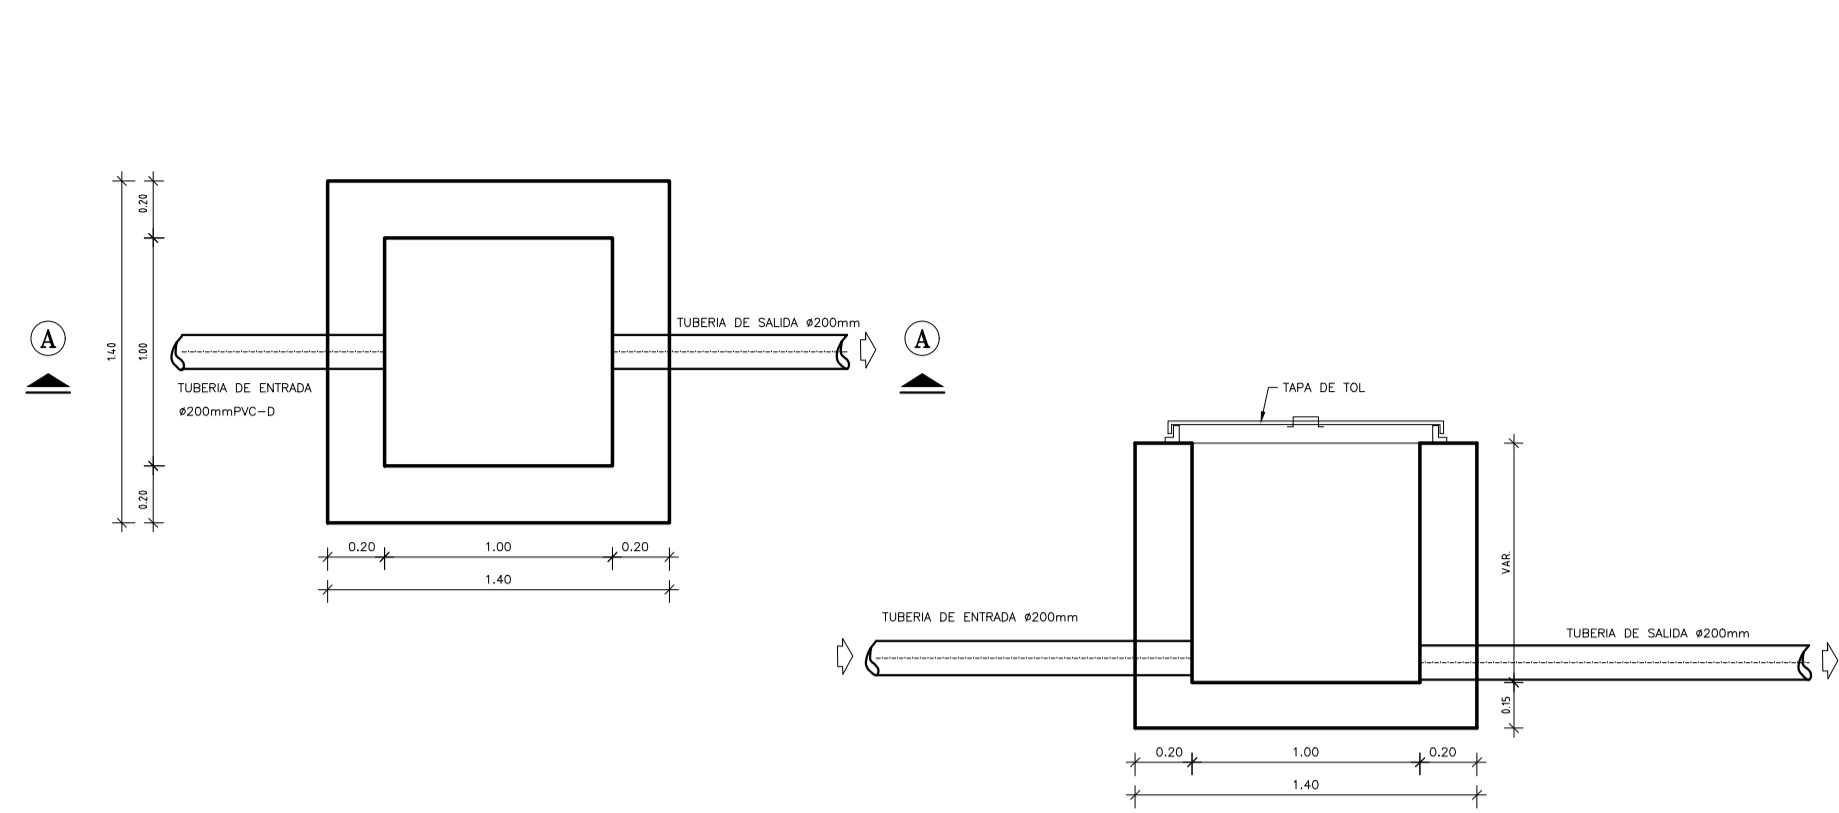 0.20
1.40
1.00
0.20
A
TUBERIA DE SALIDA ø200mm
A
TUBERIA DE ENTRADA
ø200mmPVC-D
0.20 1.00 0.20
1.40
TAPA DE TOL
VAR.
TUBERIA DE ENTRADA ø200mm
TUBERIA DE SALIDA ø200mm
0.15
0.20 1.00 0.20
1.40